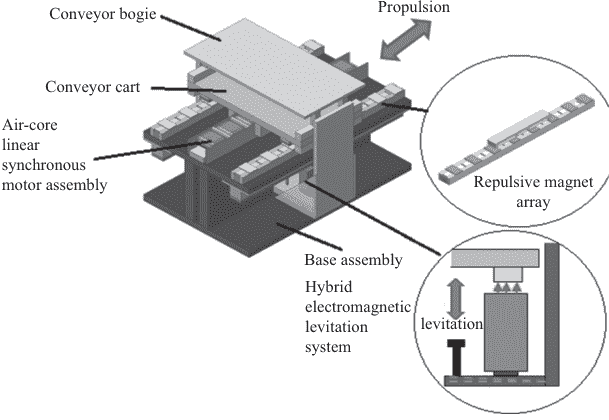 Propulsion
Conveyor bogie
Conveyor cart
Air-core
linear
synchronous
motor assembly
Repulsive magnet
array
Base assembly
Hybrid
electromagnetic
levitation
system
levitation